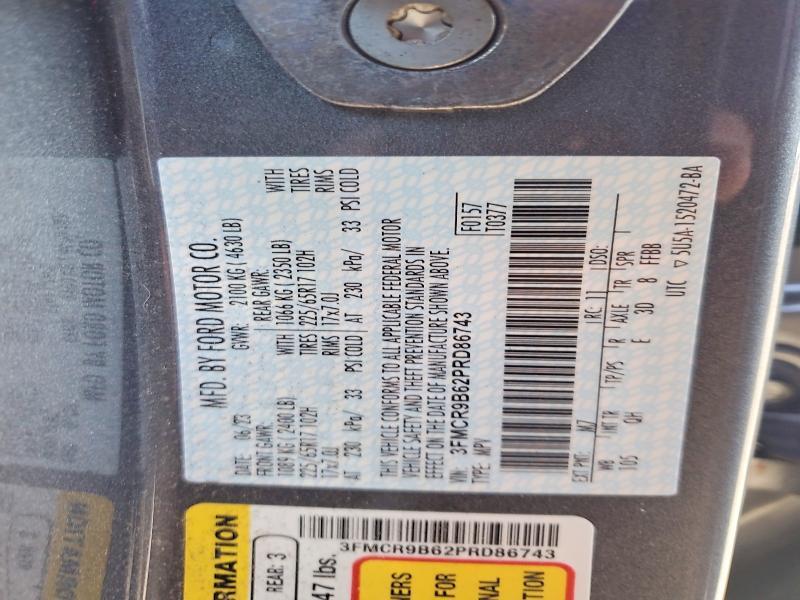 MFD. BY FORD MOTOR CO.
DATE: 06/23 GVWR: 2100 KG ( 4630 LB)
FRONT GAWR: REAR GAWR:
1089 KG ( 2400 LB) WITH 1066 KG ( 2350 LB) WITH
225/65R17 102H TIRES 225/65R17 102H TIRES
17x7.0J RIMS 17x7.0J RIMS
AT 230 kPa/ 33 PSI COLD AT 230 kPa/ 33 PSI COLD
THIS VEHICLE CONFORMS TO ALL APPLICABLE FEDERAL MOTOR
VEHICLE SAFETY AND THEFT PREVENTION STANDARDS IN
EFFECT ON THE DATE OF MANUFACTURE SHOWN ABOVE.
VIN: 3FMCR9B62PRD86743
TYPE: MPV
F0157
T0377
EXT PNT: M7 RC: 11 DSO:
WB INT TR TP/PS R AXLE TR SPR
105 QH E 3D 8 FFBB
UTC ▽ 5U5A-1520472-BA
RMATION
REAR: 3
47 lbs.
3FMCR9B62PRD86743
NERS
FOR
NAL
TION